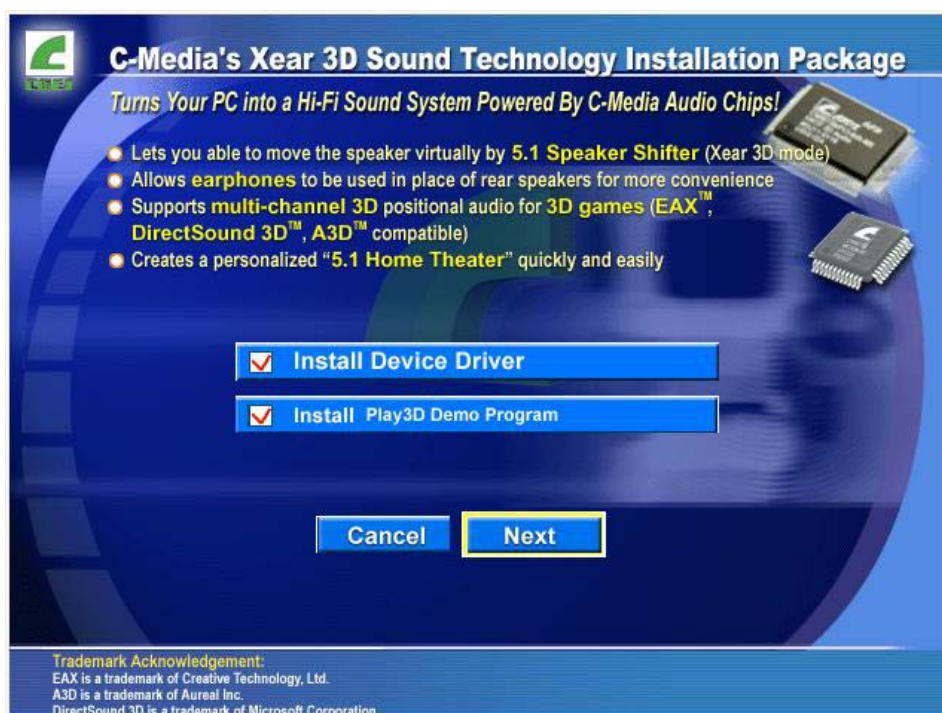 C-Media's Xear 3D Sound Technology Installation Package
Turns Your PC into a Hi-Fi Sound System Powered By C-Media Audio Chips!
Lets you able to move the speaker virtually by 5.1 Speaker Shifter (Xear 3D mode)
Allows earphones to be used in place of rear speakers for more convenience
Supports multi-channel 3D positional audio for 3D games (EAX™,
DirectSound 3D™, A3D™ compatible)
Creates a personalized “5.1 Home Theater” quickly and easily
Install Device Driver
Install Play3D Demo Program
Cancel Next
Trademark Acknowledgement:
EAX is a trademark of Creative Technology, Ltd.
A3D is a trademark of Aureal Inc.
DirectSound 3D is a trademark of Microsoft Corporation